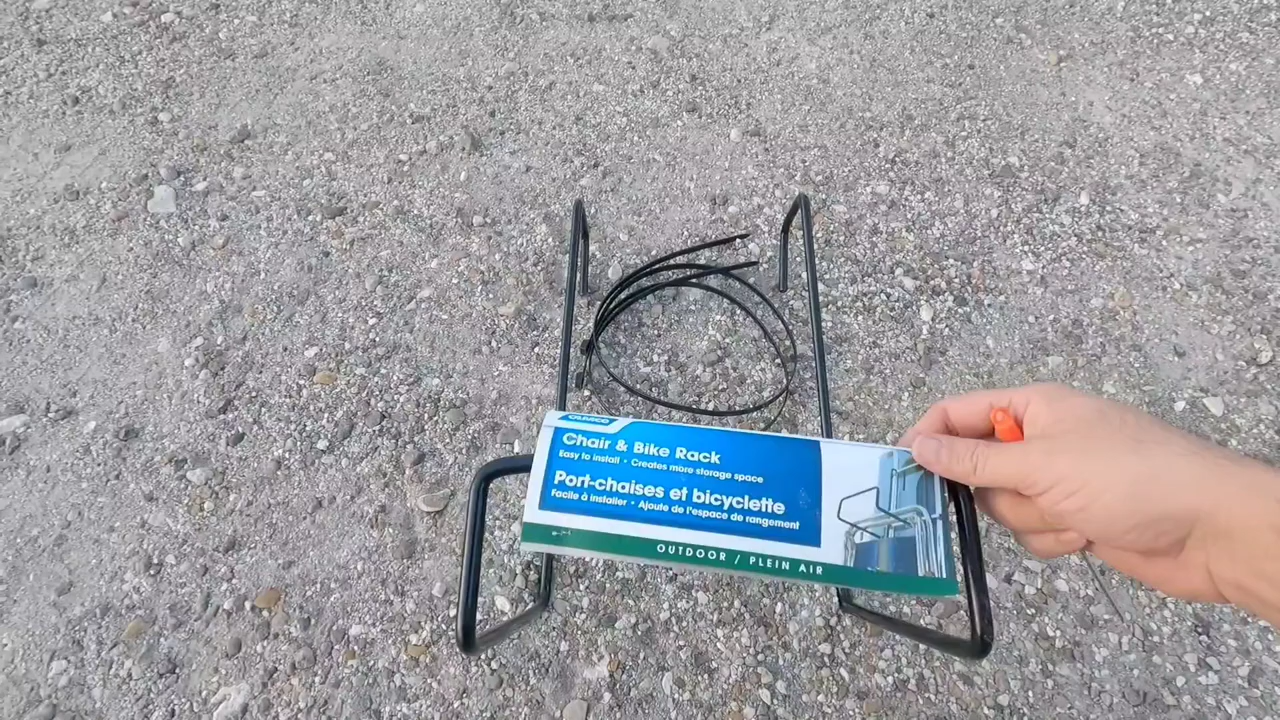 CAMCO
Chair & Bike Rack
Easy to install • Creates more storage space
Port-chaises et bicyclette
Facile à installer • Ajoute de l'espace de rangement
OUTDOOR / PLEIN AIR